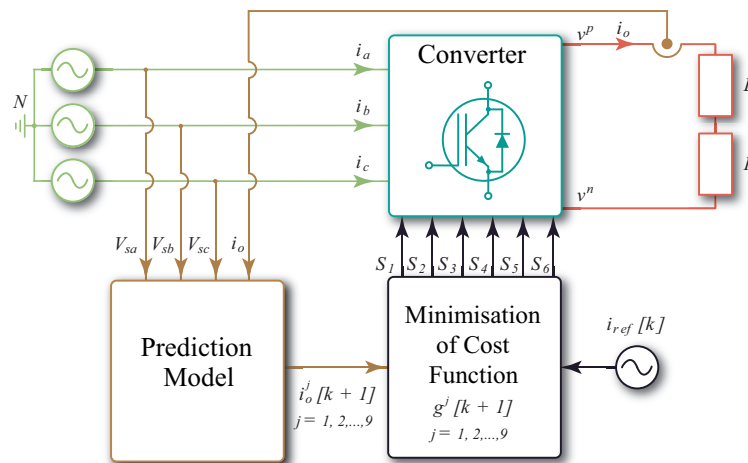 v^p
i_o
i_a
Converter
N
i_b
i_c
v^n
V_sa
V_sb
V_sc
i_o
S_1
S_2
S_3
S_4
S_5
S_6
Prediction
Model
i_o^j [k + 1]
j = 1, 2,...,9
Minimisation
of Cost
Function
g^j [k + 1]
j = 1, 2,...,9
i_ref [k]